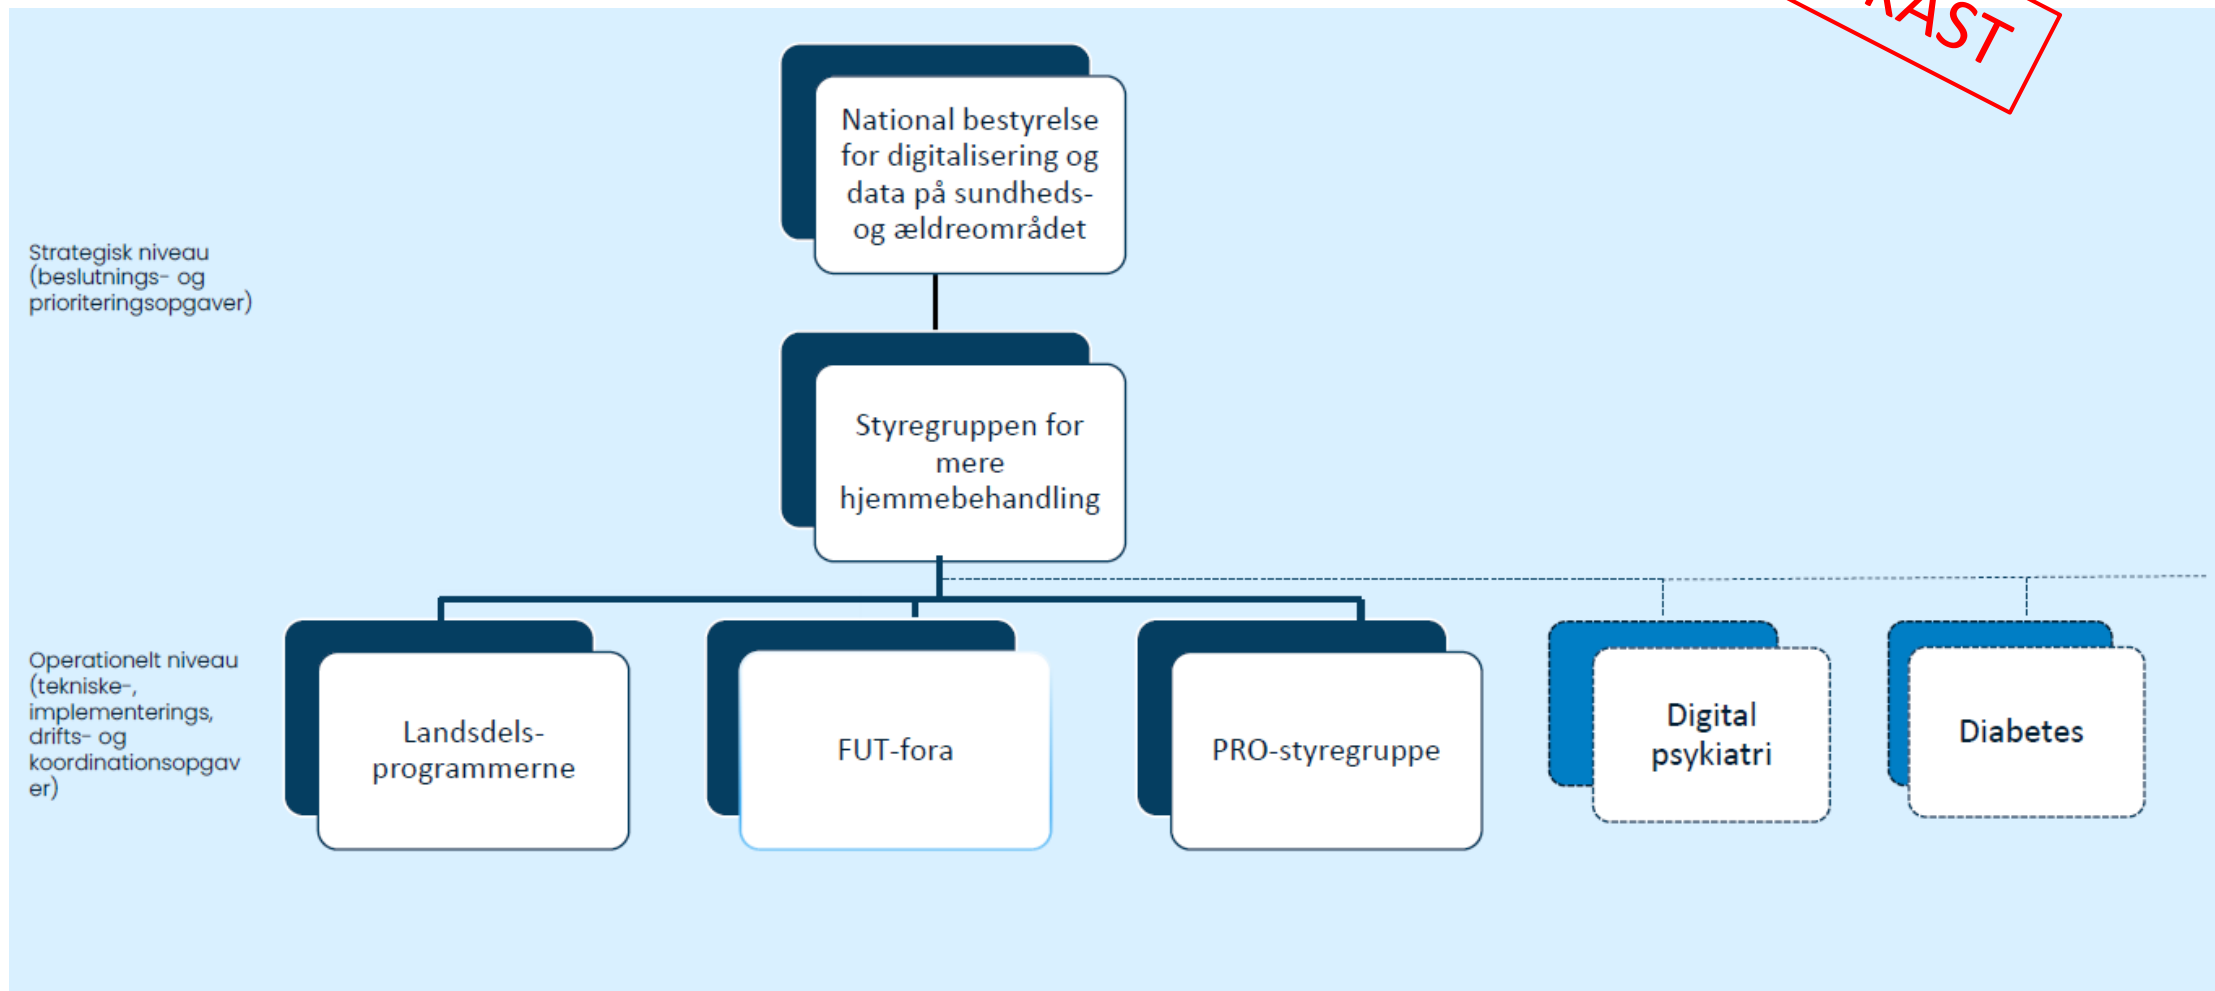 National bestyrelse
for digitalisering og
data på sundheds-
og ældreområdet
Strategisk niveau
(beslutnings- og
prioriteringsopgaver)
Styregruppen for
mere
hjemmebehandling
Operationelt niveau
(tekniske-,
implementerings,
drifts- og
koordinationsopgav
er)
Landsdels-
programmerne
FUT-fora
PRO-styregruppe
Digital
psykiatri
Diabetes